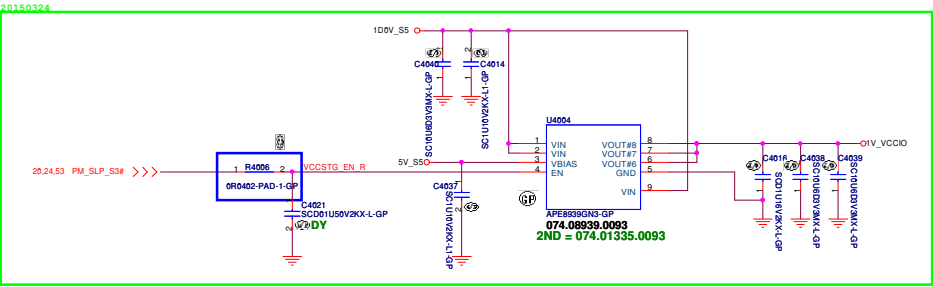 20150324
1D0V_S5
C4040
SC10U6D3V3MX-L-GP
C4014
SC1U10V2KX-L1-GP
U4004
1 VIN VOUT#8 8
2 VIN VOUT#7 7
3 VBIAS VOUT#6 6
4 EN GND 5
VIN 9
APE8939GN3-GP
074.08939.0093
2ND = 074.01335.0093
5V_S5
1V_VCCIO
20,24,53 PM_SLP_S3#
1 R4006 2
0R0402-PAD-1-GP
VCCSTG_EN_R
C4021
SCD01U50V2KX-L-GP
DY
C4037
SC1U10V2KX-L1-GP
C4016
SCD1U16V2KX-L-GP
C4038
SC10U6D3V3MX-L-GP
C4039
SC10U6D3V3MX-L-GP